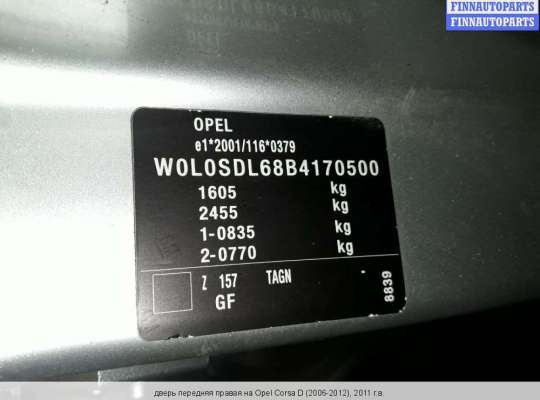 FINNAUTOPARTS
FINNAUTOPARTS
OPEL
e1*2001/116*0379
W0L0SDL68B4170500
1605 kg
2455 kg
1-0835 kg
2-0770 kg
Z 157 TAGN
GF
8839
дверь передняя правая на Opel Corsa D (2006-2012), 2011 г.в.